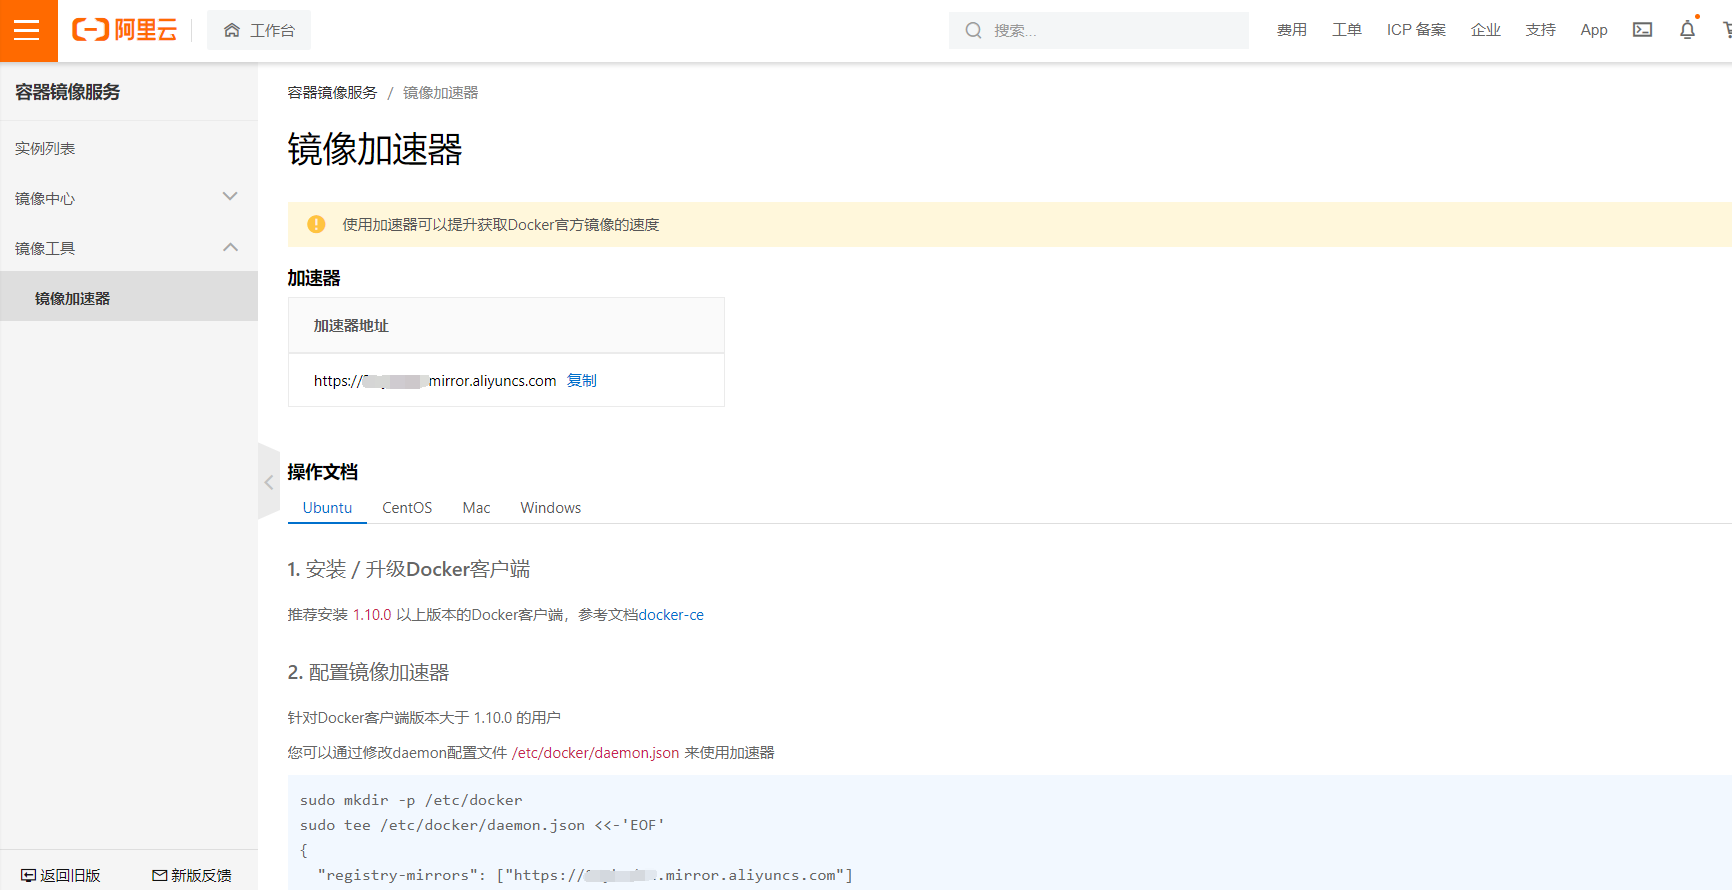 阿里云
工作台
搜索...
费用
工单
ICP 备案
企业
支持
App
容器镜像服务
实例列表
镜像中心
镜像工具
镜像加速器
返回旧版
新版反馈
容器镜像服务 / 镜像加速器
镜像加速器
使用加速器可以提升获取Docker官方镜像的速度
加速器
加速器地址
https:// mirror.aliyuncs.com 复制
操作文档
Ubuntu
CentOS
Mac
Windows
1. 安装 / 升级Docker客户端
推荐安装 1.10.0 以上版本的Docker客户端，参考文档docker-ce
2. 配置镜像加速器
针对Docker客户端版本大于 1.10.0 的用户
您可以通过修改daemon配置文件 /etc/docker/daemon.json 来使用加速器
sudo mkdir -p /etc/docker
sudo tee /etc/docker/daemon.json <<-'EOF'
{
"registry-mirrors": ["https:// .mirror.aliyuncs.com"]